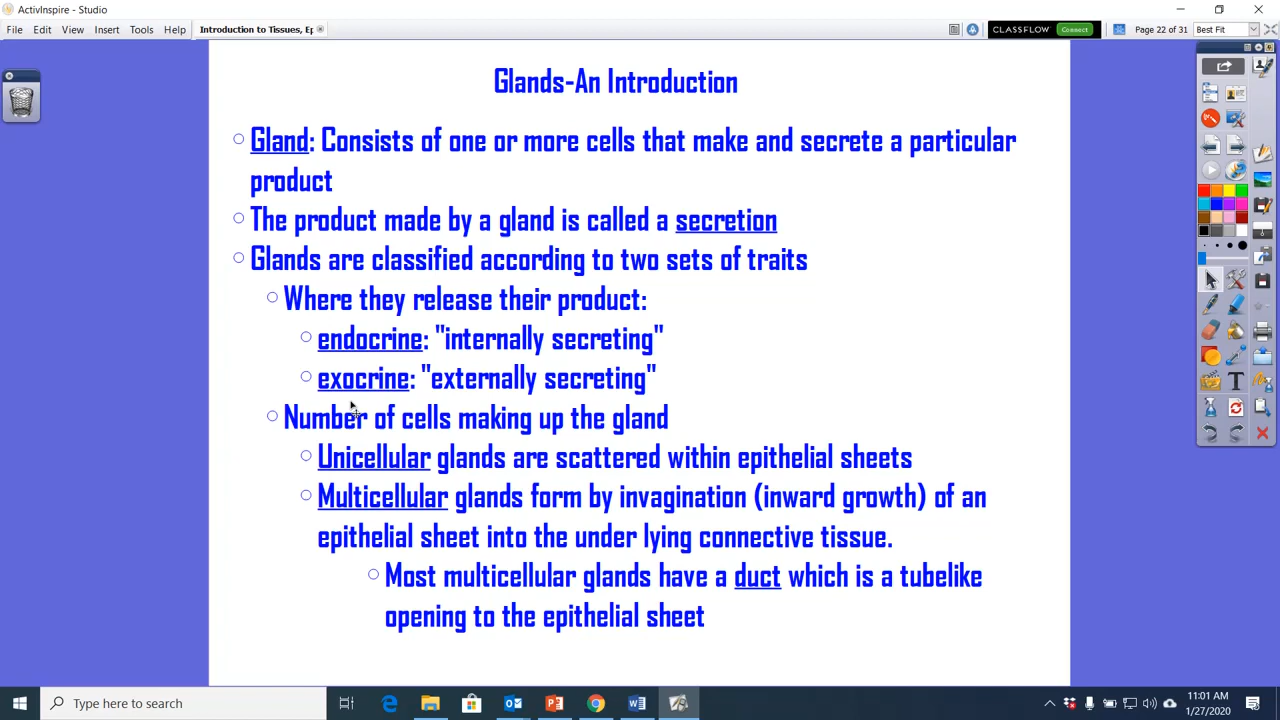 ActivInspire - Studio
File Edit View Insert Tools Help
Introduction to Tissues, Ep
CLASSFLOW Connect
Page 22 of 31
Best Fit
Glands-An Introduction
Gland: Consists of one or more cells that make and secrete a particular
product
The product made by a gland is called a secretion
Glands are classified according to two sets of traits
Where they release their product:
endocrine: "internally secreting"
exocrine: "externally secreting"
Number of cells making up the gland
Unicellular glands are scattered within epithelial sheets
Multicellular glands form by invagination (inward growth) of an
epithelial sheet into the under lying connective tissue.
Most multicellular glands have a duct which is a tubelike
opening to the epithelial sheet
Type here to search
11:01 AM
1/27/2020